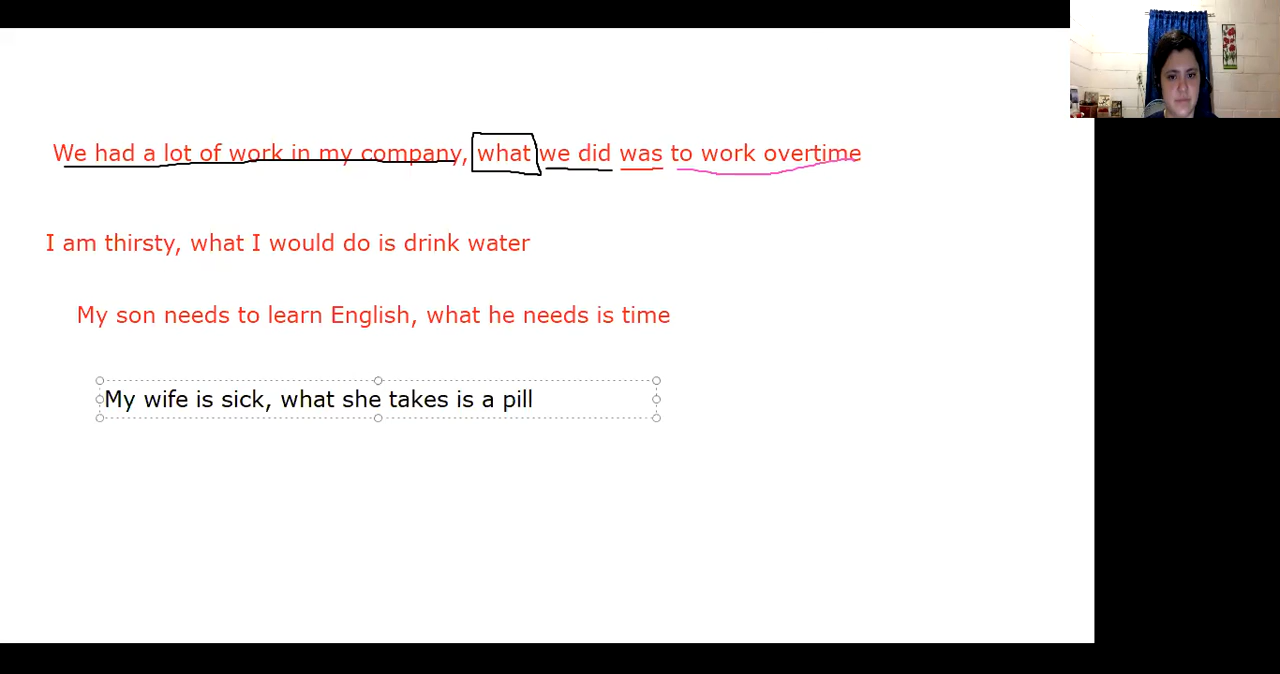 We had a lot of work in my company, what we did was to work overtime
I am thirsty, what I would do is drink water
My son needs to learn English, what he needs is time
My wife is sick, what she takes is a pill